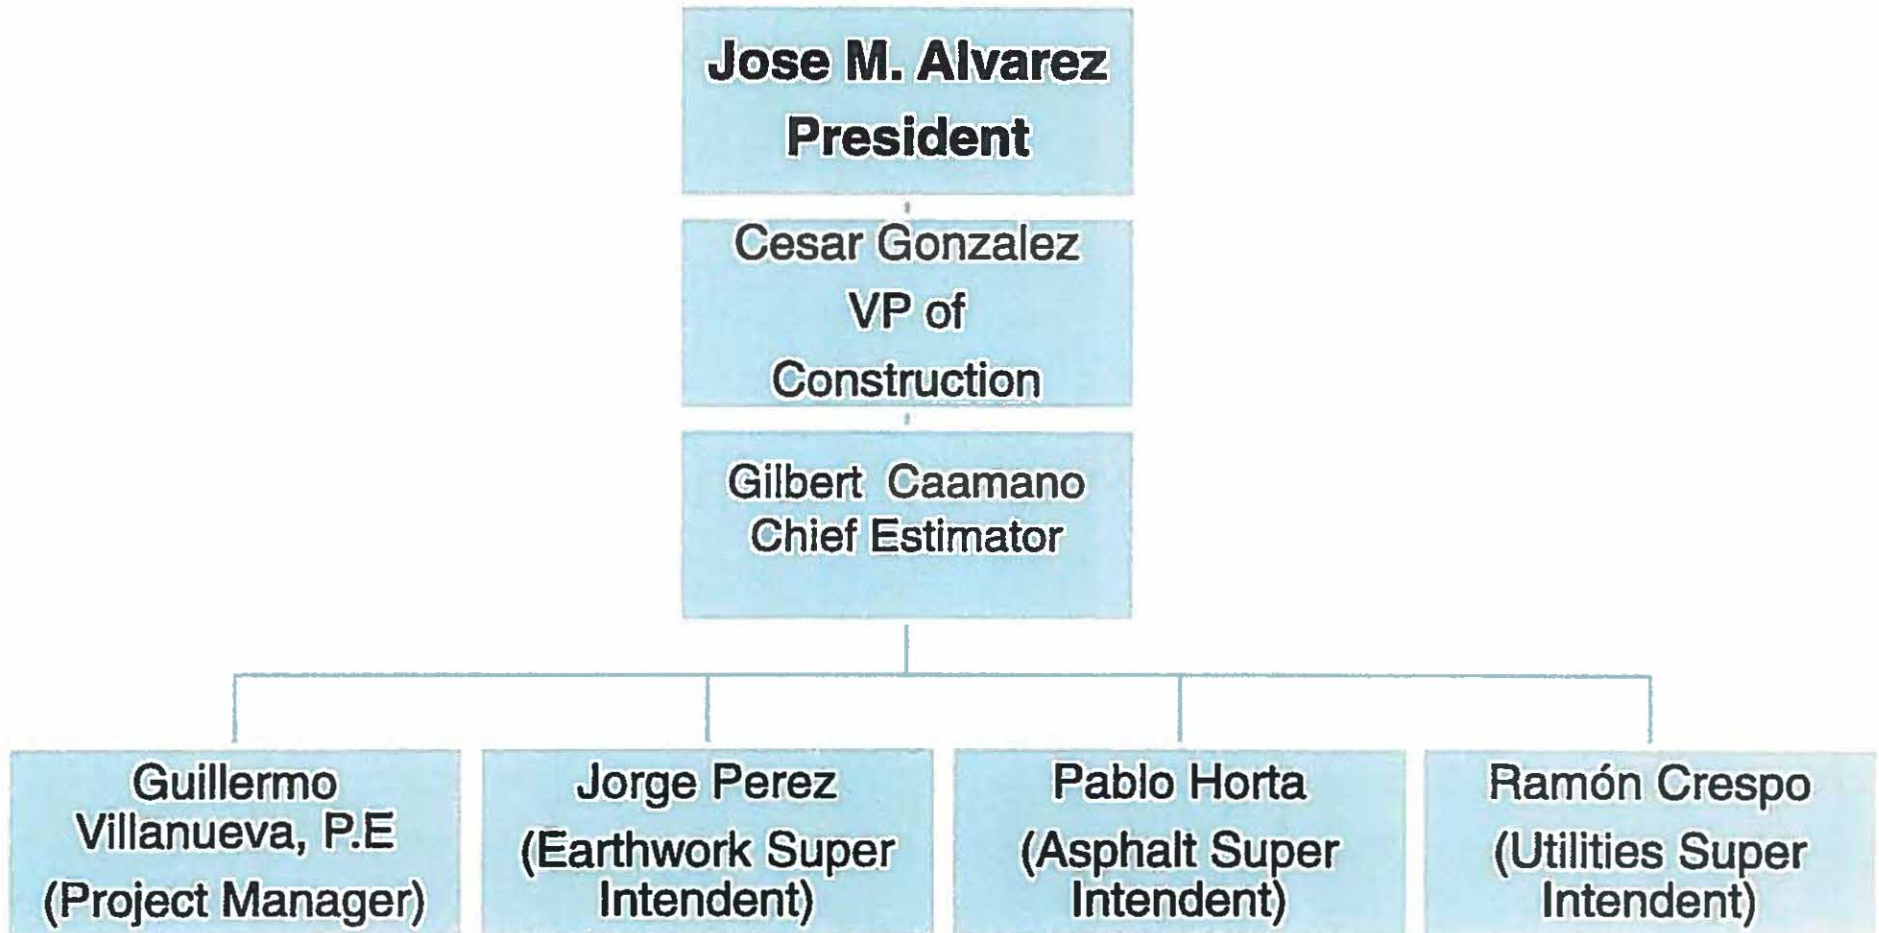 Jose M. Alvarez
President
Cesar Gonzalez
VP of
Construction
Gilbert Caamano
Chief Estimator
Guillermo
Villanueva, P.E
(Project Manager)
Jorge Perez
(Earthwork Super
Intendent)
Pablo Horta
(Asphalt Super
Intendent)
Ramón Crespo
(Utilities Super
Intendent)